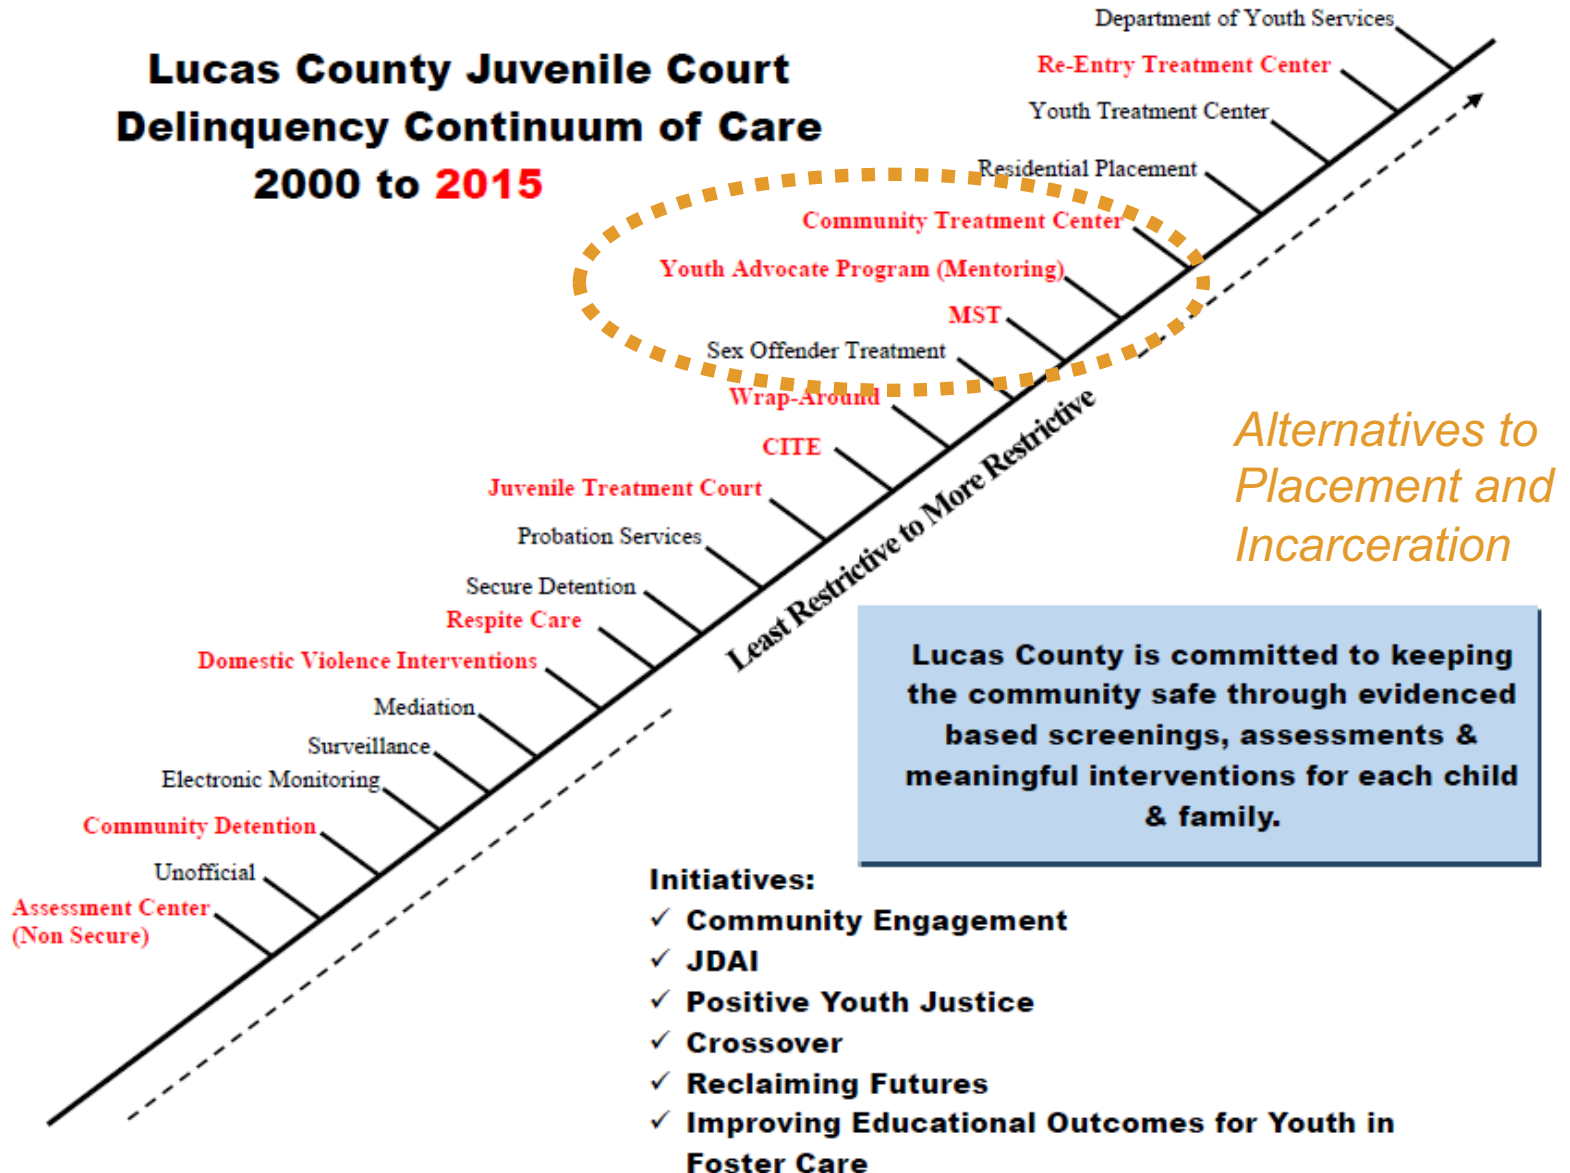 Lucas County Juvenile Court
Delinquency Continuum of Care
2000 to 2015
Department of Youth Services
Re-Entry Treatment Center
Youth Treatment Center
Residential Placement
Community Treatment Center
Youth Advocate Program (Mentoring)
MST
Sex Offender Treatment
Wrap-Around
CITE
Juvenile Treatment Court
Probation Services
Secure Detention
Respite Care
Domestic Violence Interventions
Mediation
Surveillance
Electronic Monitoring
Community Detention
Unofficial
Assessment Center
(Non Secure)
Least Restrictive to More Restrictive
Alternatives to
Placement and
Incarceration
Lucas County is committed to keeping
the community safe through evidenced
based screenings, assessments &
meaningful interventions for each child
& family.
Initiatives:
✓ Community Engagement
✓ JDAI
✓ Positive Youth Justice
✓ Crossover
✓ Reclaiming Futures
✓ Improving Educational Outcomes for Youth in
Foster Care